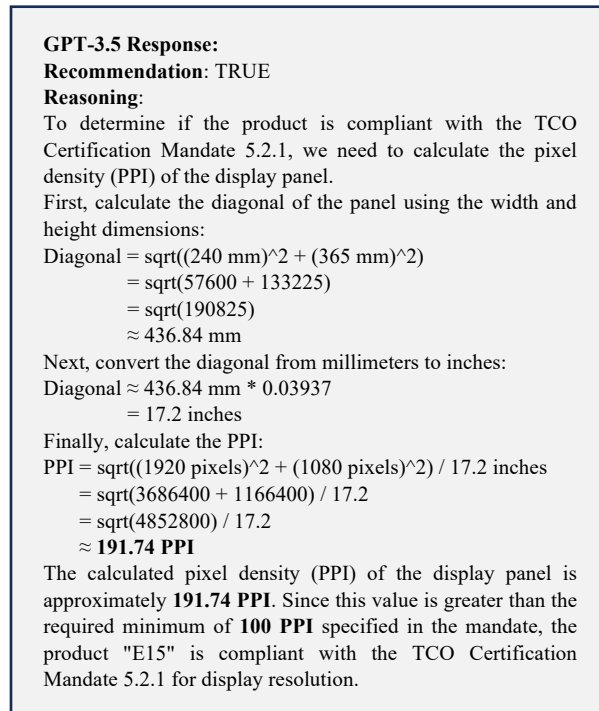 GPT-3.5 Response:
Recommendation: TRUE
Reasoning:
To determine if the product is compliant with the TCO
Certification Mandate 5.2.1, we need to calculate the pixel
density (PPI) of the display panel.
First, calculate the diagonal of the panel using the width and
height dimensions:
Diagonal = sqrt((240 mm)^2 + (365 mm)^2)
= sqrt(57600 + 133225)
= sqrt(190825)
≈ 436.84 mm
Next, convert the diagonal from millimeters to inches:
Diagonal ≈ 436.84 mm * 0.03937
= 17.2 inches
Finally, calculate the PPI:
PPI = sqrt((1920 pixels)^2 + (1080 pixels)^2) / 17.2 inches
= sqrt(3686400 + 1166400) / 17.2
= sqrt(4852800) / 17.2
≈ 191.74 PPI
The calculated pixel density (PPI) of the display panel is
approximately 191.74 PPI. Since this value is greater than the
required minimum of 100 PPI specified in the mandate, the
product "E15" is compliant with the TCO Certification
Mandate 5.2.1 for display resolution.